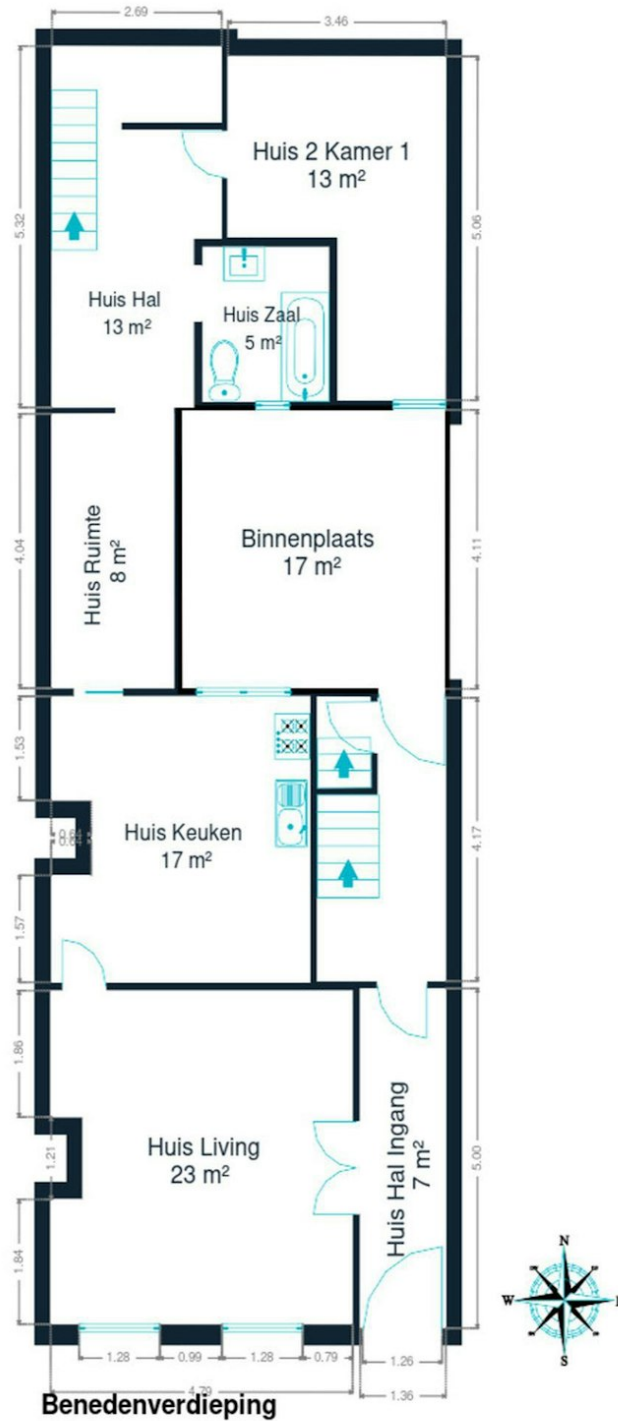 2.69
3.46
Huis 2 Kamer 1
13 m²
5.32
5.06
Huis Hal
13 m²
Huis Zaal
5 m²
4.04
Huis Ruimte
8 m²
Binnenplaats
17 m²
4.11
1.53
0.64
Huis Keuken
17 m²
4.17
1.57
1.86
Huis Living
23 m²
1.21
Huis Hal Ingang
7 m²
5.00
1.84
N
W
E
S
1.28
0.99
1.28
0.79
1.26
4.79
1.36
Benedenverdieping